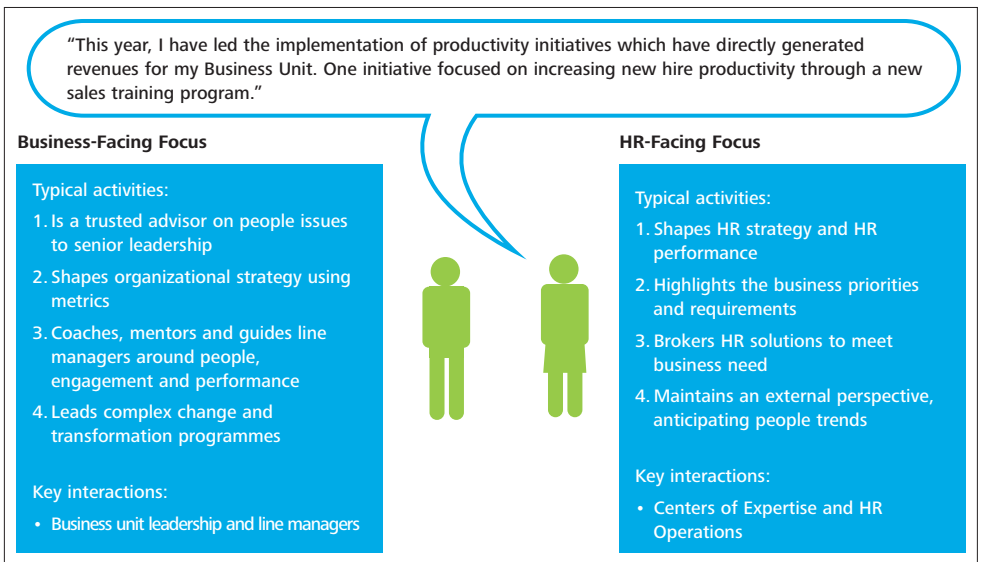 “This year, I have led the implementation of productivity initiatives which have directly generated
revenues for my Business Unit. One initiative focused on increasing new hire productivity through a new
sales training program.”
Business-Facing Focus
Typical activities:
1. Is a trusted advisor on people issues
to senior leadership
2. Shapes organizational strategy using
metrics
3. Coaches, mentors and guides line
managers around people,
engagement and performance
4. Leads complex change and
transformation programmes
Key interactions:
• Business unit leadership and line managers
HR-Facing Focus
Typical activities:
1. Shapes HR strategy and HR
performance
2. Highlights the business priorities
and requirements
3. Brokers HR solutions to meet
business need
4. Maintains an external perspective,
anticipating people trends
Key interactions:
• Centers of Expertise and HR
Operations